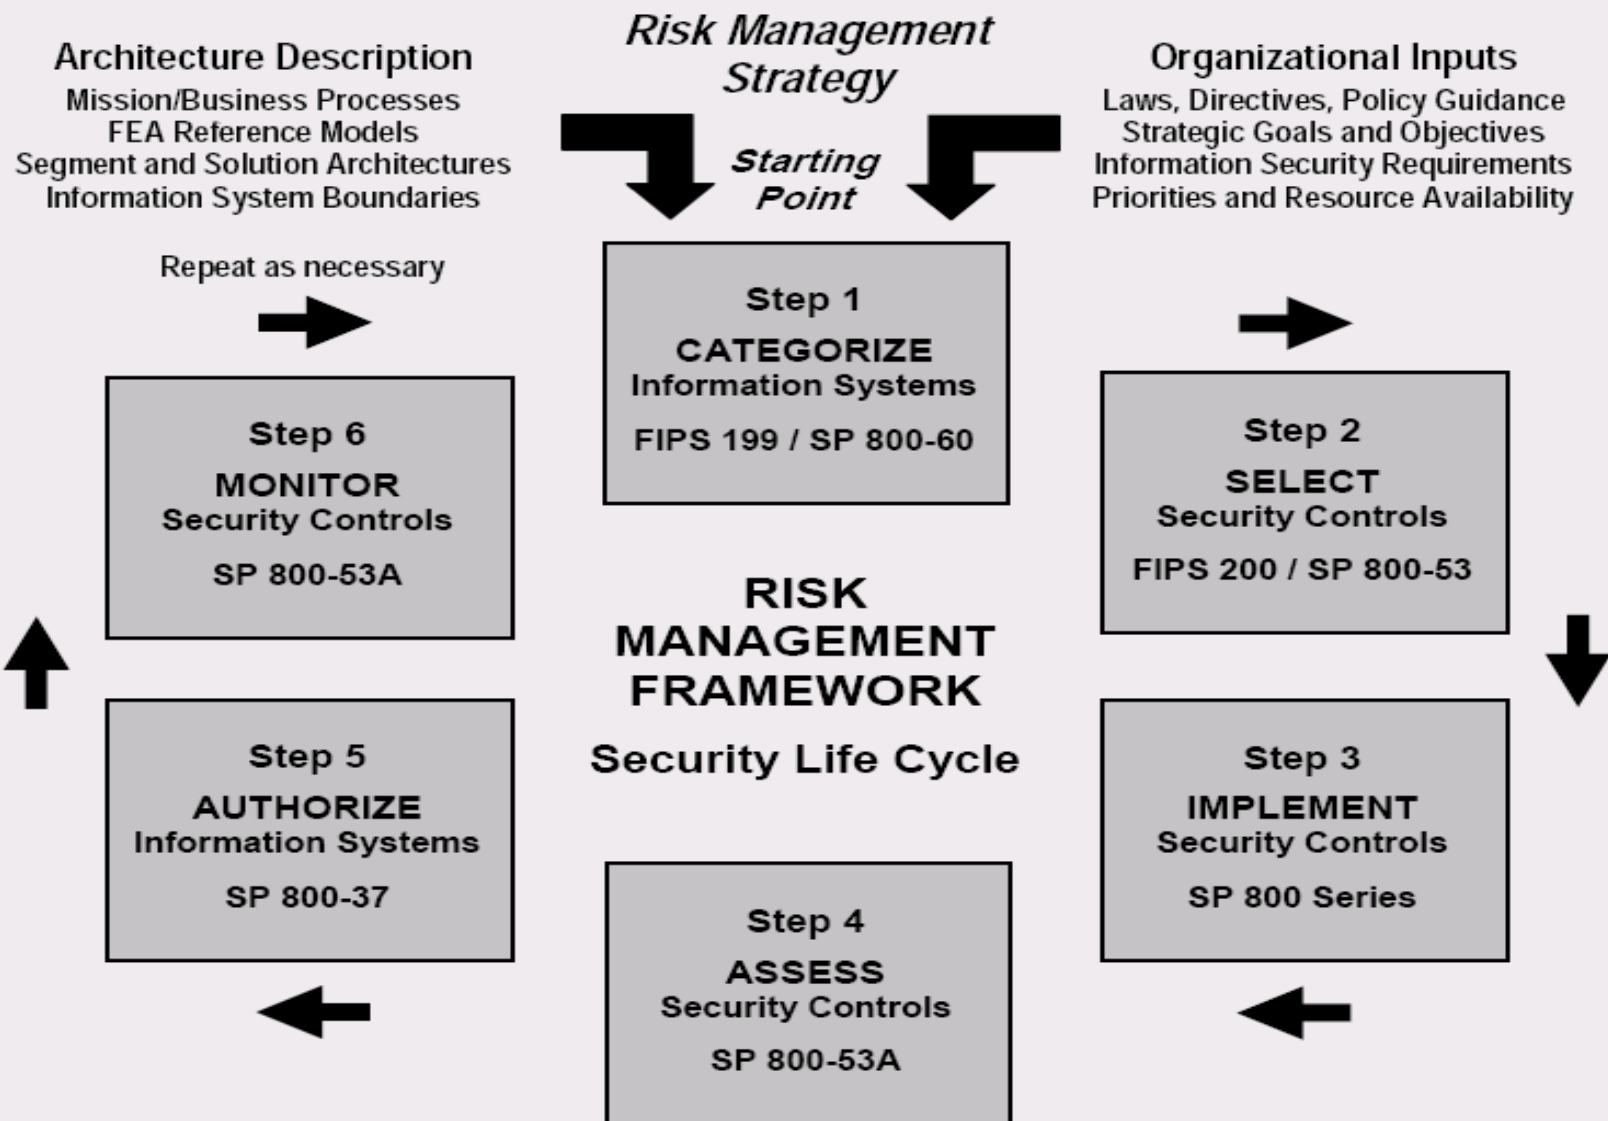 Risk Management
Strategy
Architecture Description
Mission/Business Processes
FEA Reference Models
Segment and Solution Architectures
Information System Boundaries
Organizational Inputs
Laws, Directives, Policy Guidance
Strategic Goals and Objectives
Information Security Requirements
Priorities and Resource Availability
Starting
Point
Repeat as necessary
Step 1
CATEGORIZE
Information Systems
FIPS 199 / SP 800-60
Step 2
SELECT
Security Controls
FIPS 200 / SP 800-53
Step 3
IMPLEMENT
Security Controls
SP 800 Series
Step 4
ASSESS
Security Controls
SP 800-53A
Step 5
AUTHORIZE
Information Systems
SP 800-37
Step 6
MONITOR
Security Controls
SP 800-53A
RISK
MANAGEMENT
FRAMEWORK
Security Life Cycle